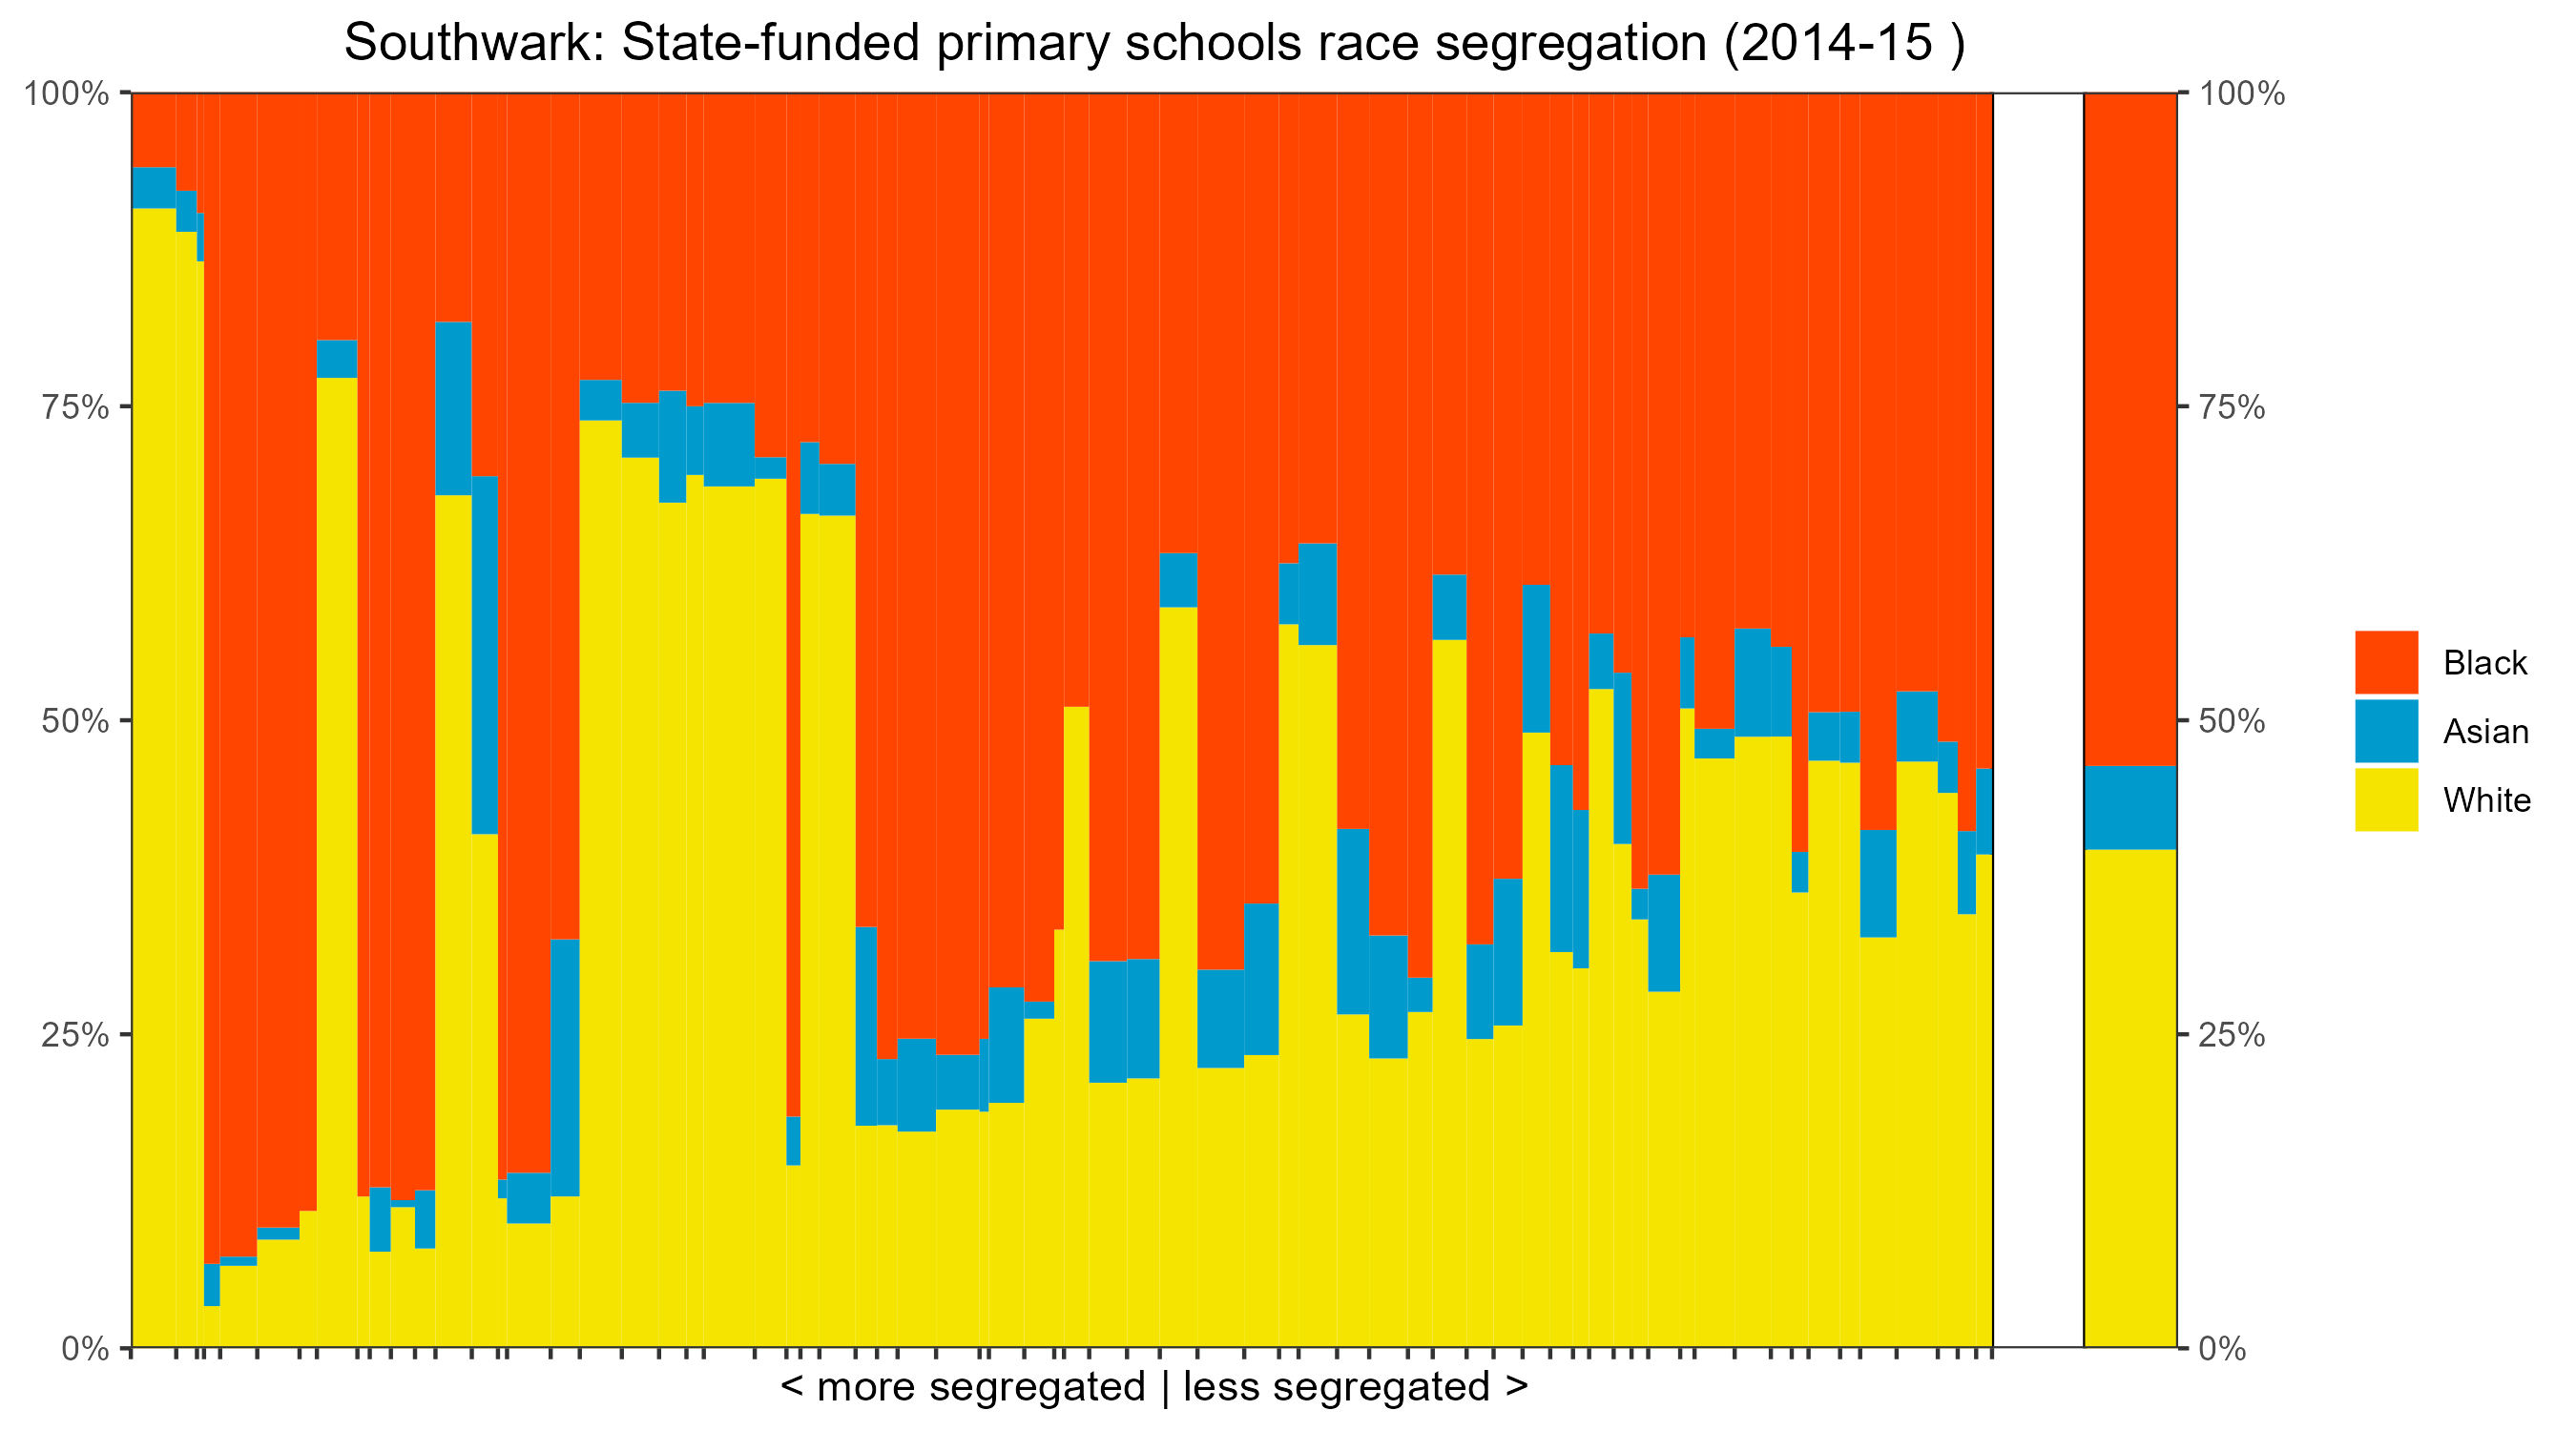 Southwark: State-funded primary schools race segregation (2014-15 )
100%
75%
50%
25%
0%
100%
75%
50%
25%
0%
Black
Asian
White
< more segregated | less segregated >